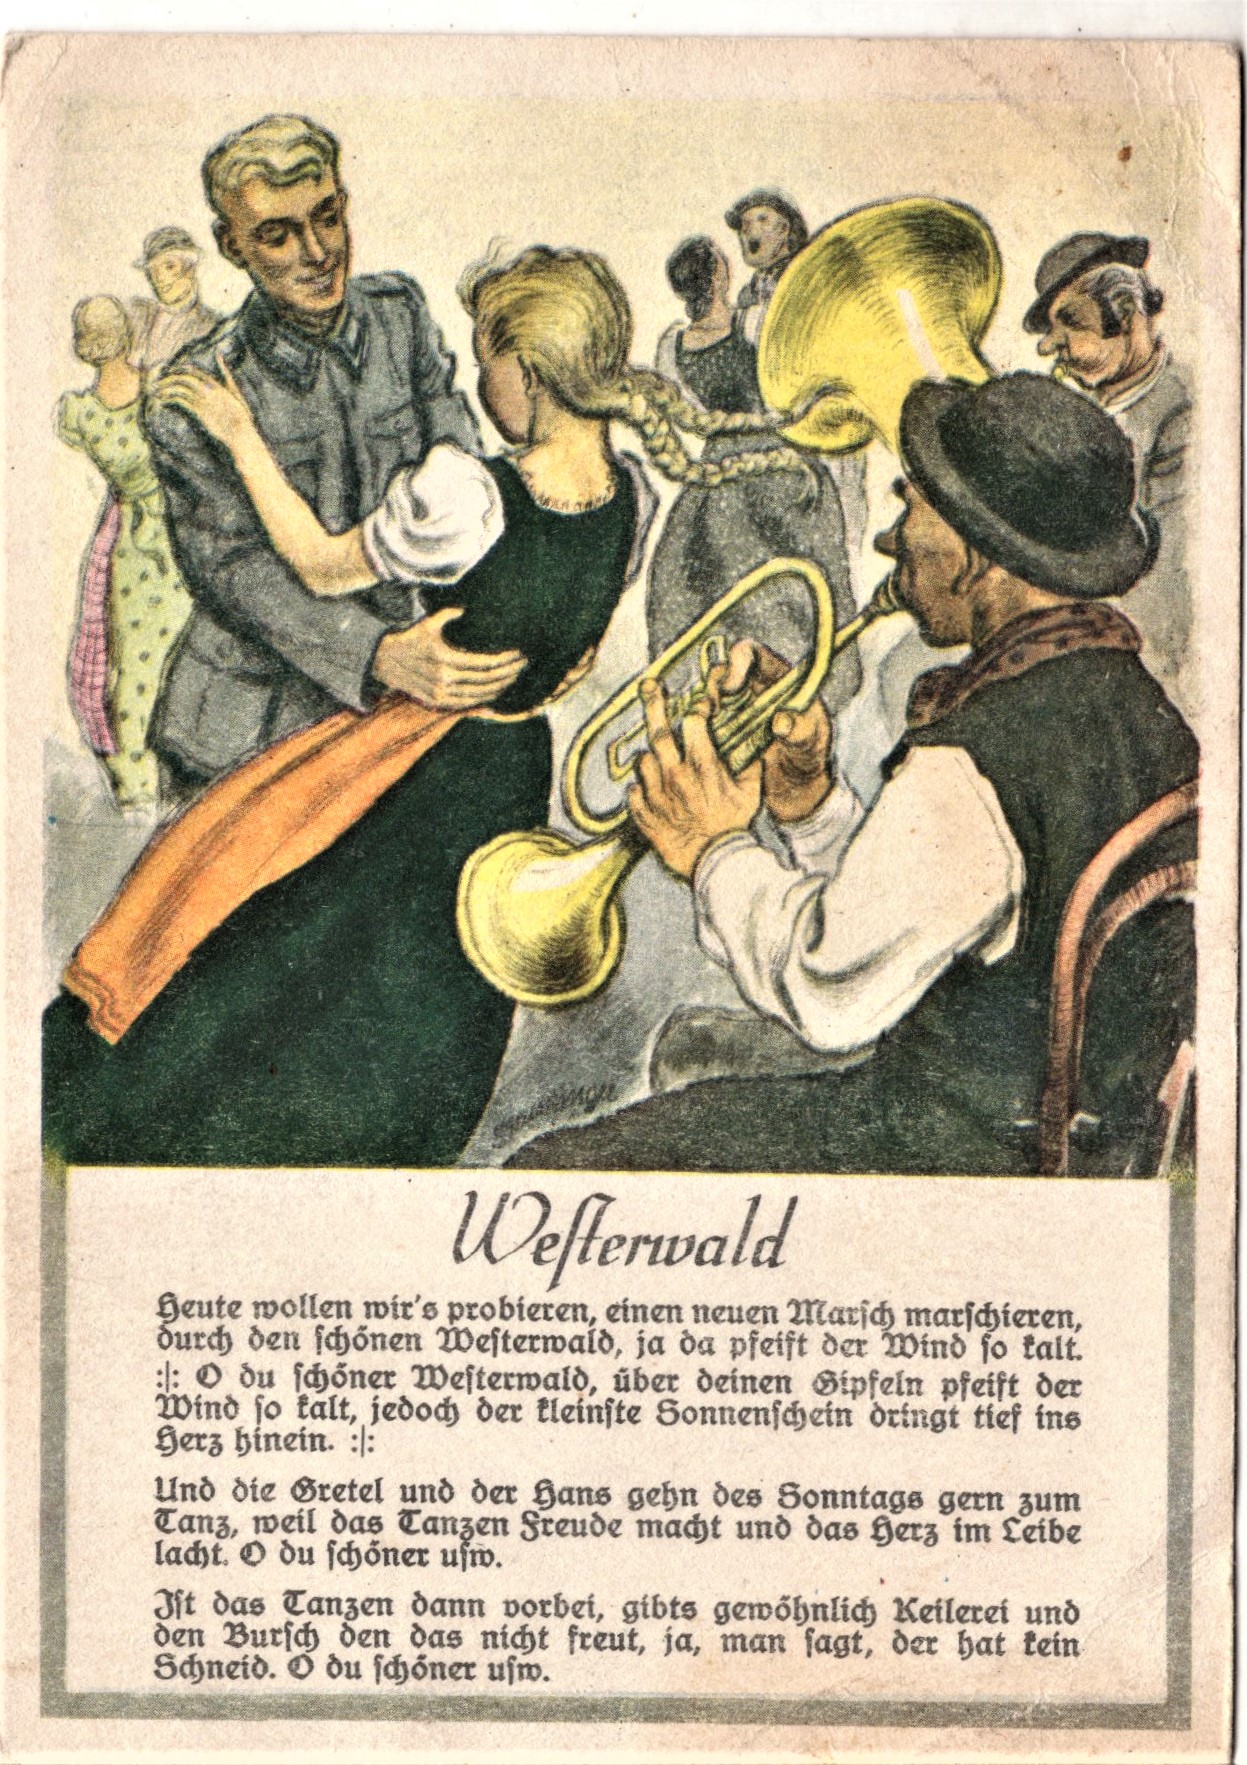 Westerwald
Heute wollen wir's probieren, einen neuen Marsch marschieren,
durch den schönen Westerwald, ja da pfeift der Wind so kalt.
:|: O du schöner Westerwald, über deinen Gipfeln pfeift der
Wind so kalt, jedoch der kleinste Sonnenschein dringt tief ins
Herz hinein. :|:
Und die Gretel und der Hans gehn des Sonntags gern zum
Tanz, weil das Tanzen Freude macht und das Herz im Leibe
lacht. O du schöner usw.
Ist das Tanzen dann vorbei, gibts gewöhnlich Keilerei und
den Bursch den das nicht freut, ja, man sagt, der hat kein
Schneid. O du schöner usw.